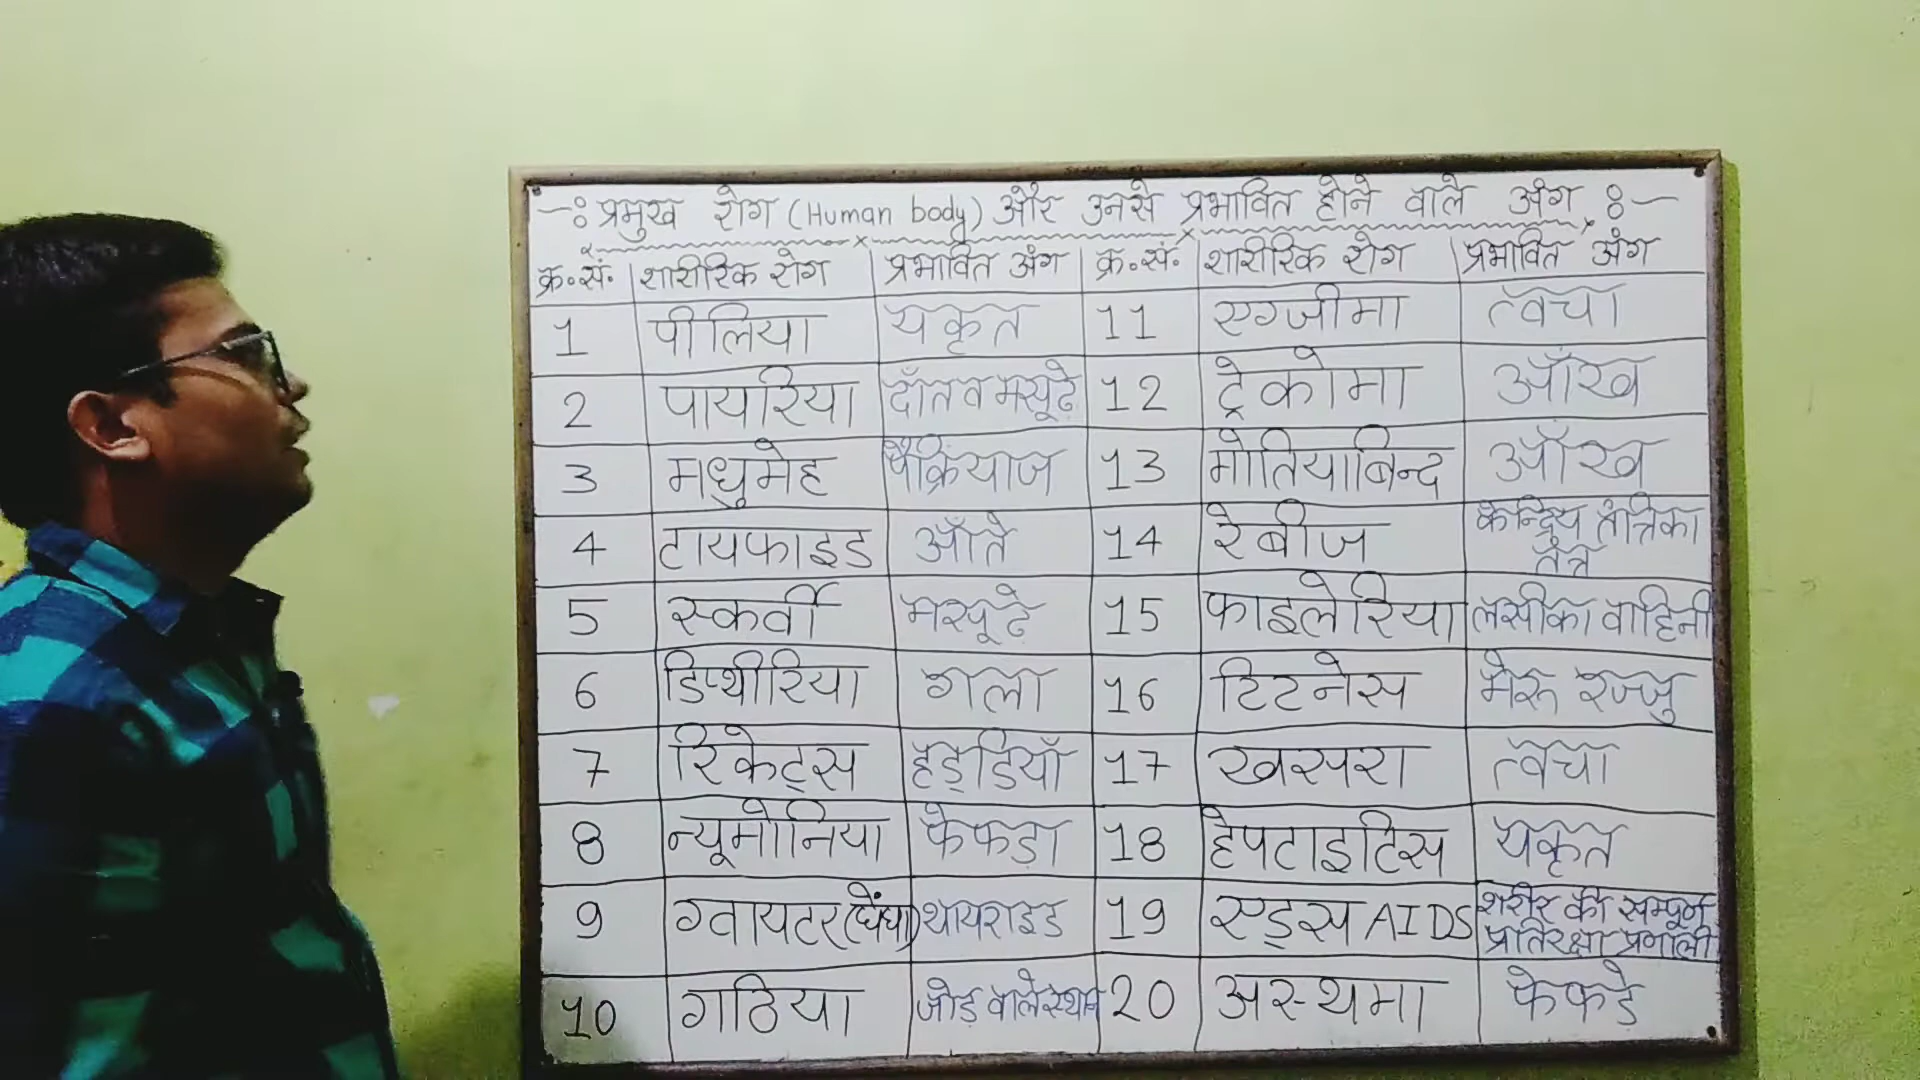 -: प्रमुख रोग (Human body) और उनसे प्रभावित होने वाले अंग :-
क्र.सं. शारीरिक रोग प्रभावित अंग क्र.सं. शारीरिक रोग प्रभावित अंग
1 पीलिया यकृत 11 एग्जीमा त्वचा
2 पायरिया दाँत व मसूढे 12 ट्रेकोमा आँख
3 मधुमेह पैंक्रियाज 13 मोतियाबिन्द आँख
4 टायफाइड आँते 14 रेबीज केन्द्रिय तंत्रिका तंत्र
5 स्कर्वी मसूढे 15 फाइलेरिया लसीका वाहिनी
6 डिप्थीरिया गला 16 टिटनेस मेरू रज्जु
7 रिकेट्स हड्डियाँ 17 खसरा त्वचा
8 न्यूमोनिया फेफड़ा 18 हेपटाइटिस यकृत
9 ग्वायटर (घेंघा) थायराइड 19 एड्स AIDS शरीर की सम्पूर्ण प्रतिरक्षा प्रणाली
10 गठिया जोड़ वाले स्थान 20 अस्थमा फेफड़े